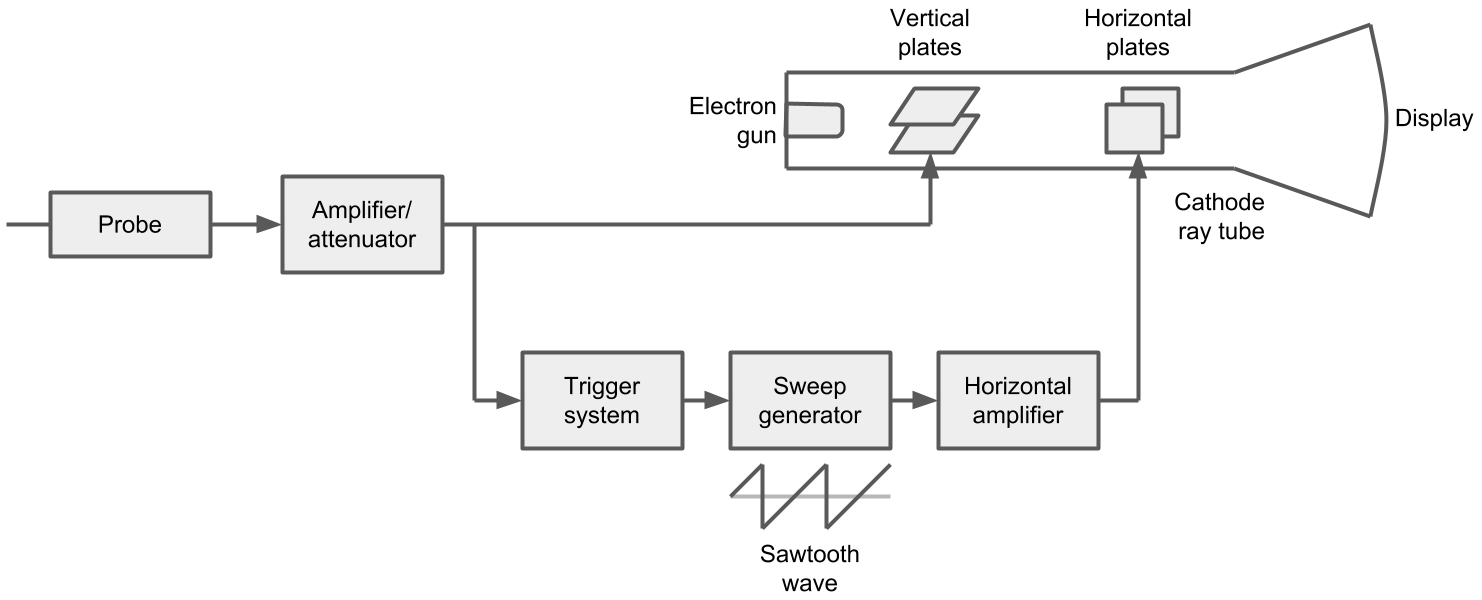 Vertical
plates
Horizontal
plates
Electron
gun
Display
Probe
Amplifier/
attenuator
Cathode
ray tube
Trigger
system
Sweep
generator
Horizontal
amplifier
Sawtooth
wave